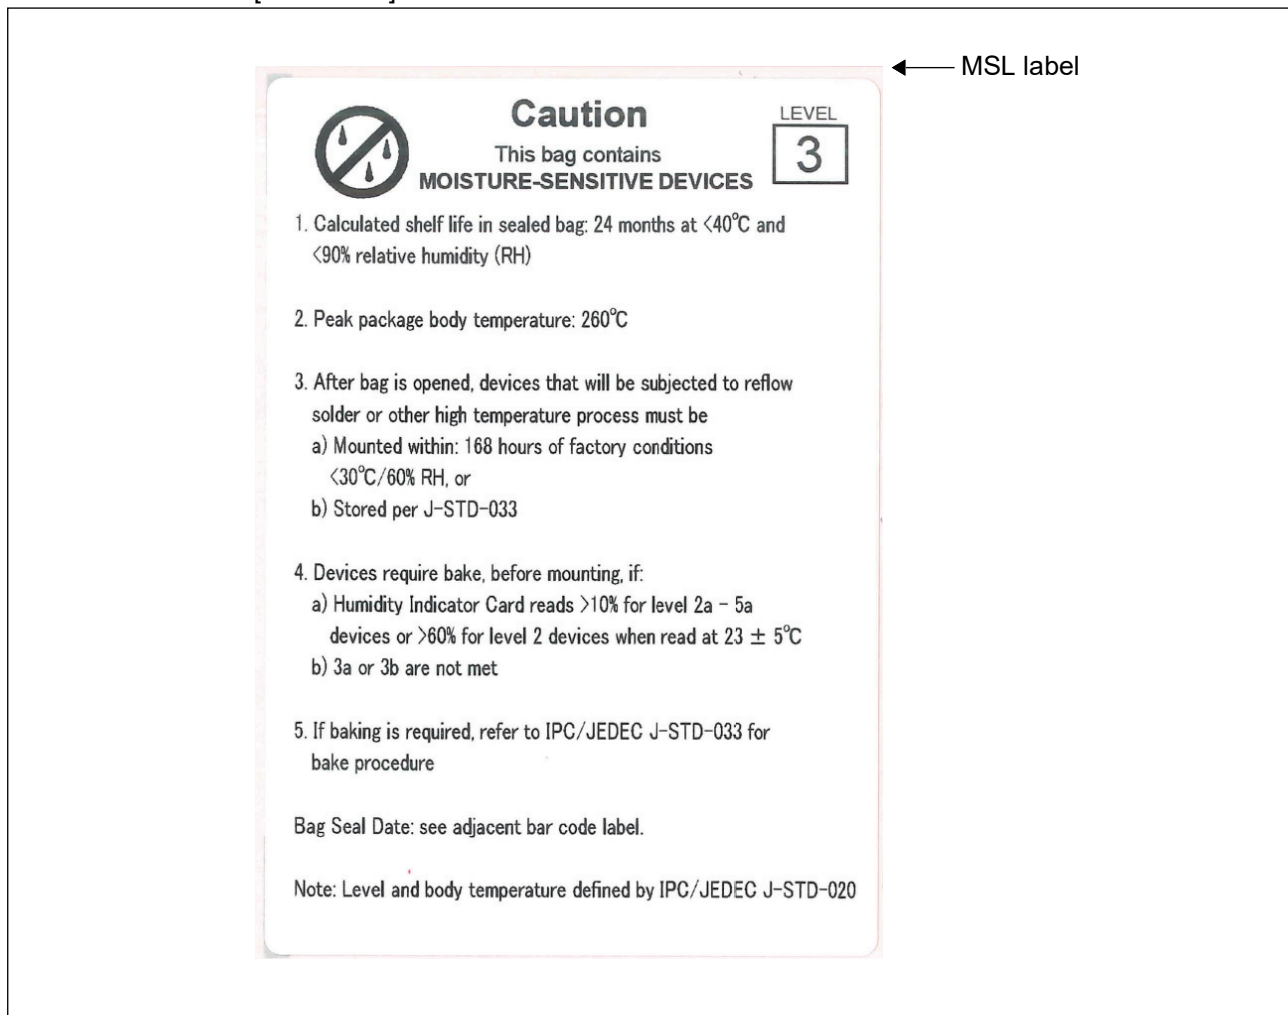 MSL label
Caution
LEVEL
3
This bag contains
MOISTURE-SENSITIVE DEVICES
1. Calculated shelf life in sealed bag: 24 months at <40°C and
<90% relative humidity (RH)
2. Peak package body temperature: 260°C
3. After bag is opened, devices that will be subjected to reflow
solder or other high temperature process must be
a) Mounted within: 168 hours of factory conditions
<30°C/60% RH, or
b) Stored per J-STD-033
4. Devices require bake, before mounting, if:
a) Humidity Indicator Card reads >10% for level 2a - 5a
devices or >60% for level 2 devices when read at 23 ± 5°C
b) 3a or 3b are not met
5. If baking is required, refer to IPC/JEDEC J-STD-033 for
bake procedure
Bag Seal Date: see adjacent bar code label.
Note: Level and body temperature defined by IPC/JEDEC J-STD-020